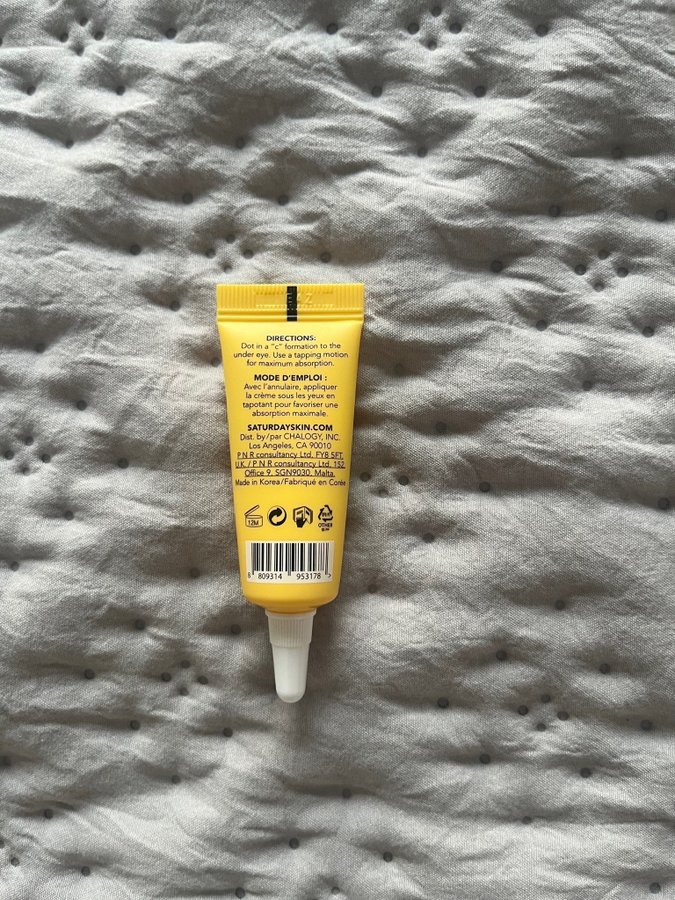 DIRECTIONS:
Dot in a "c" formation to the
under eye. Use a tapping motion
for maximum absorption.
MODE D'EMPLOI :
Avec l'annulaire, appliquer
la crème sous les yeux en
tapotant pour favoriser une
absorption maximale.
SATURDAYSKIN.COM
Dist. by/par CHALOGY, INC.
Los Angeles, CA 90010
P N R consultancy Ltd, FY8 5FT,
U.K. / P N R consultancy Ltd, 152,
Office 9, SGN9030, Malta.
Made in Korea/Fabriqué en Corée
12M
OTHER
8 809314 953178 >